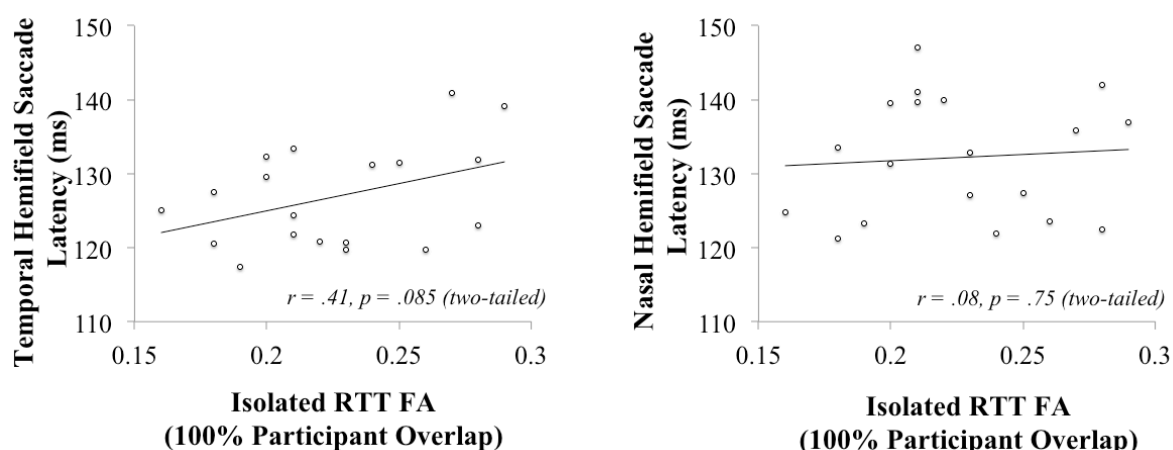 Temporal Hemifield Saccade
Latency (ms)
150
140
130
120
110
r = .41, p = .085 (two-tailed)
0.15
0.2
0.25
0.3
Isolated RTT FA
(100% Participant Overlap)
Nasal Hemifield Saccade
Latency (ms)
150
140
130
120
110
r = .08, p = .75 (two-tailed)
0.15
0.2
0.25
0.3
Isolated RTT FA
(100% Participant Overlap)